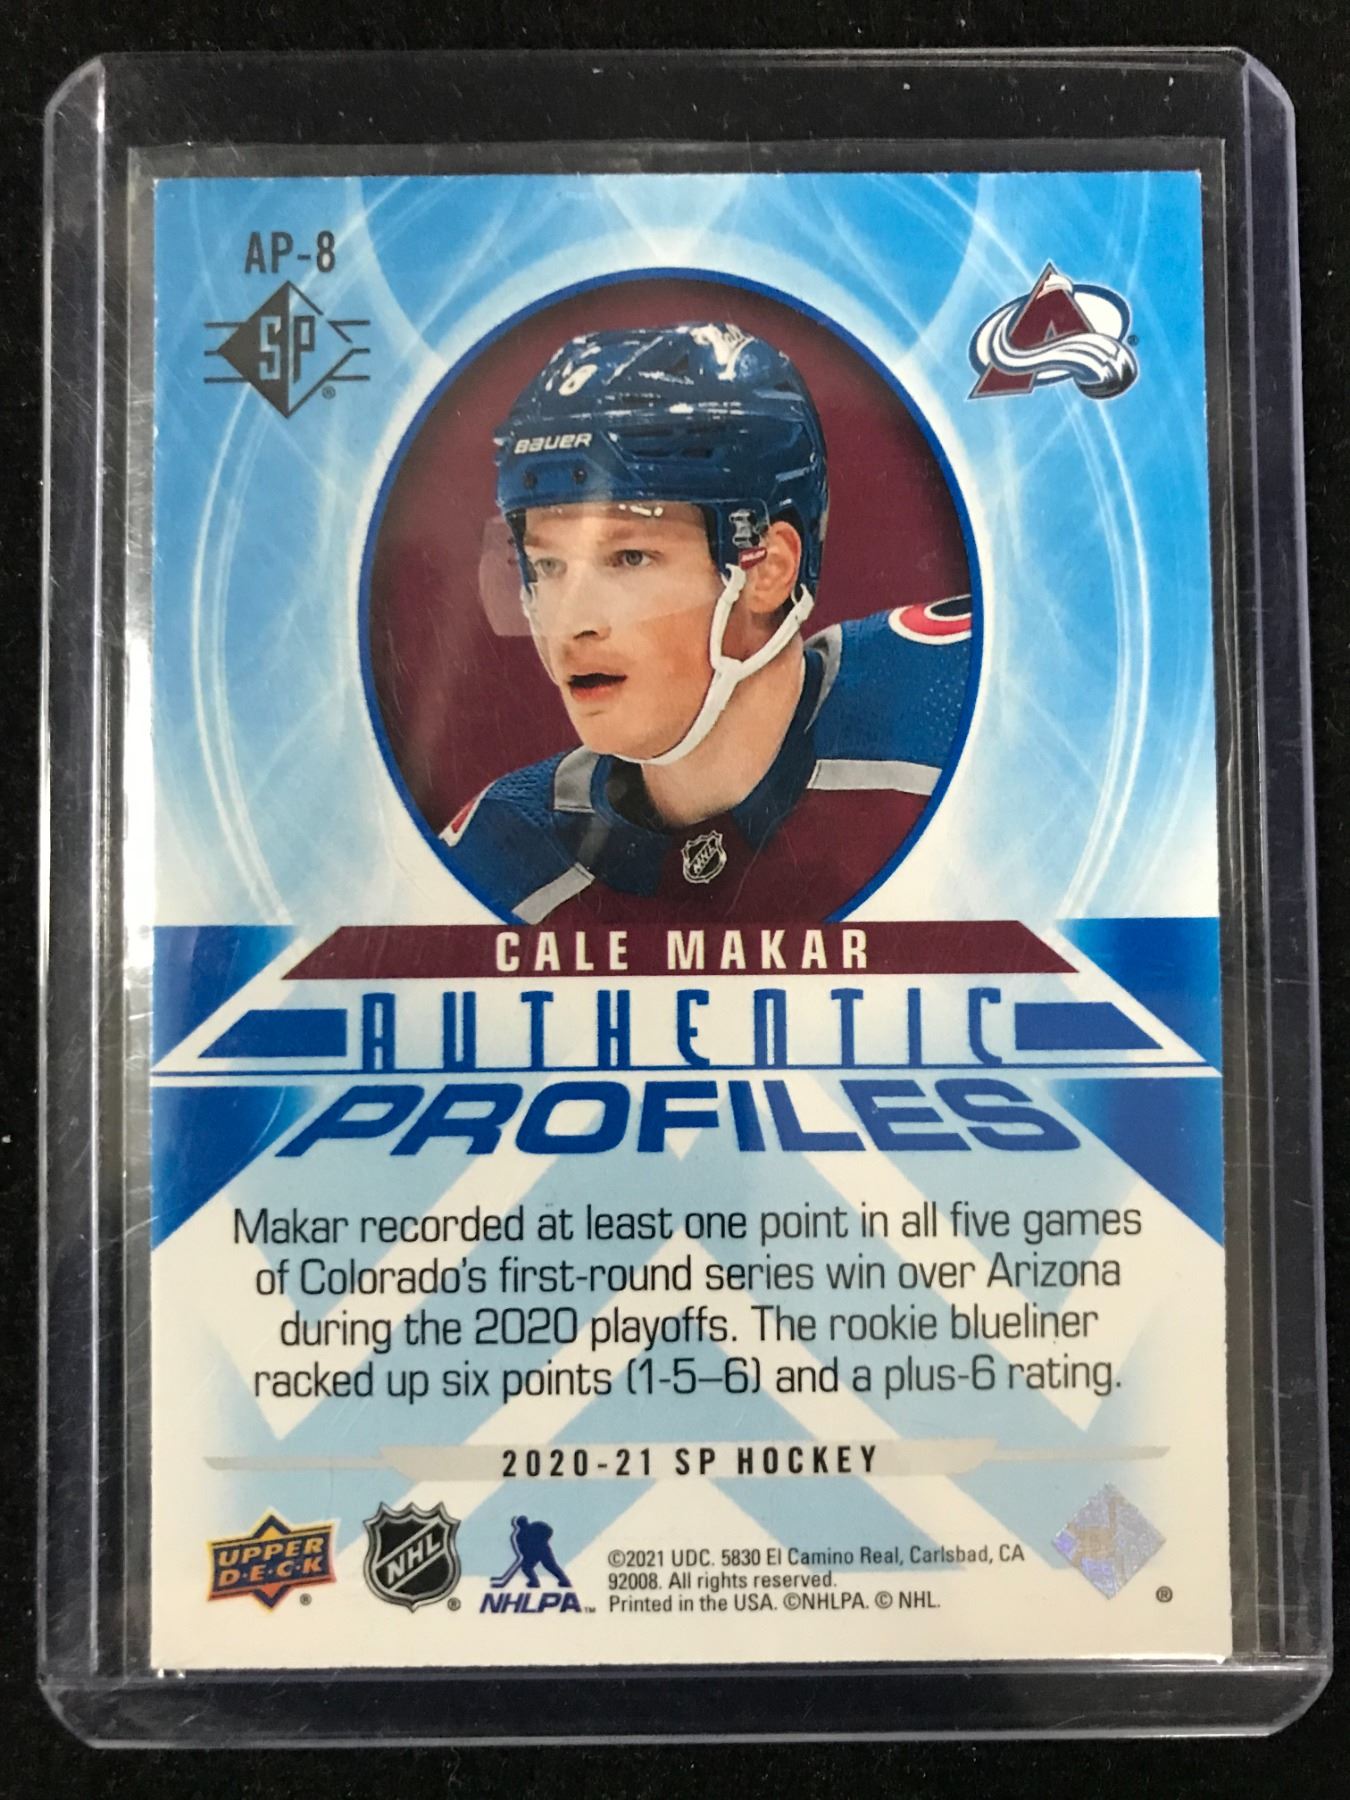 AP-8
SP®
®
8
BAUER
NHL
CALE MAKAR
AUTHENTIC
PROFILES
Makar recorded at least one point in all five games
of Colorado's first-round series win over Arizona
during the 2020 playoffs. The rookie blueliner
racked up six points (1-5–6) and a plus-6 rating.
2020-21 SP HOCKEY
UPPER
D·E·C·K
®
NHL
®
NHLPA™
©2021 UDC. 5830 El Camino Real, Carlsbad, CA
92008. All rights reserved.
Printed in the USA. ©NHLPA. © NHL.
®